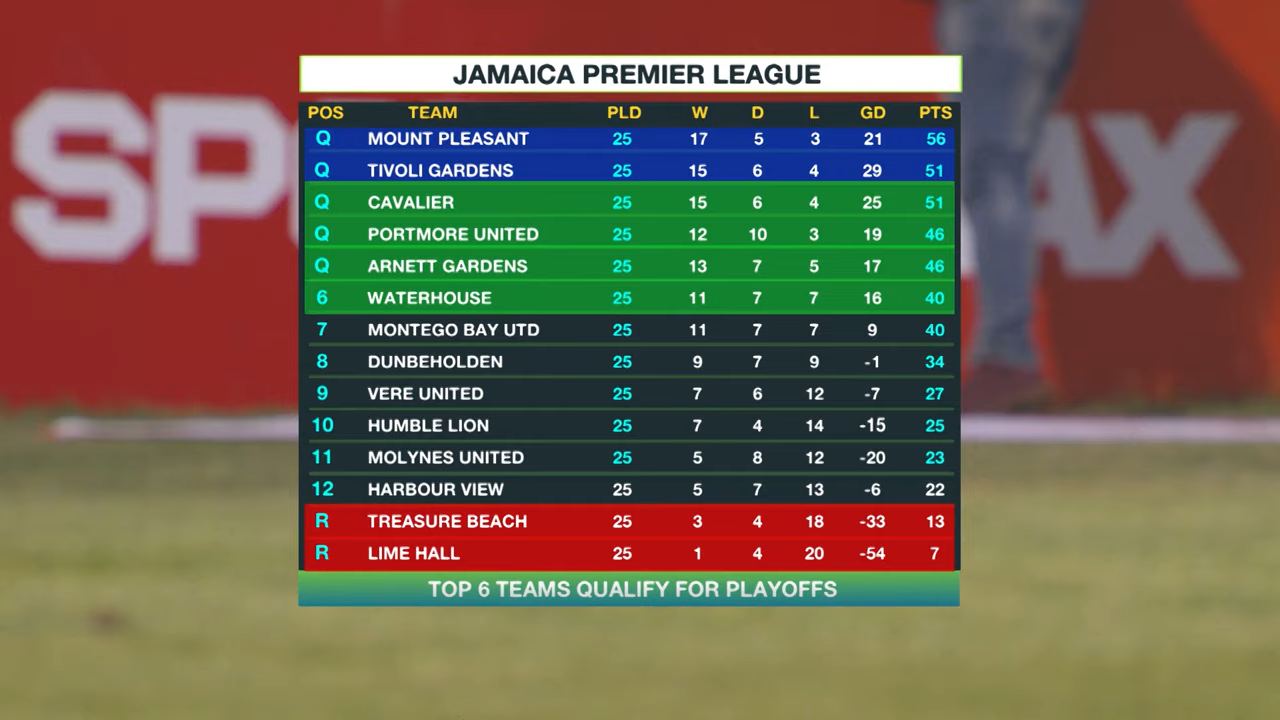 JAMAICA PREMIER LEAGUE
POS TEAM PLD W D L GD PTS
Q MOUNT PLEASANT 25 17 5 3 21 56
Q TIVOLI GARDENS 25 15 6 4 29 51
Q CAVALIER 25 15 6 4 25 51
Q PORTMORE UNITED 25 12 10 3 19 46
Q ARNETT GARDENS 25 13 7 5 17 46
6 WATERHOUSE 25 11 7 7 16 40
7 MONTEGO BAY UTD 25 11 7 7 9 40
8 DUNBEHOLDEN 25 9 7 9 -1 34
9 VERE UNITED 25 7 6 12 -7 27
10 HUMBLE LION 25 7 4 14 -15 25
11 MOLYNES UNITED 25 5 8 12 -20 23
12 HARBOUR VIEW 25 5 7 13 -6 22
R TREASURE BEACH 25 3 4 18 -33 13
R LIME HALL 25 1 4 20 -54 7
TOP 6 TEAMS QUALIFY FOR PLAYOFFS